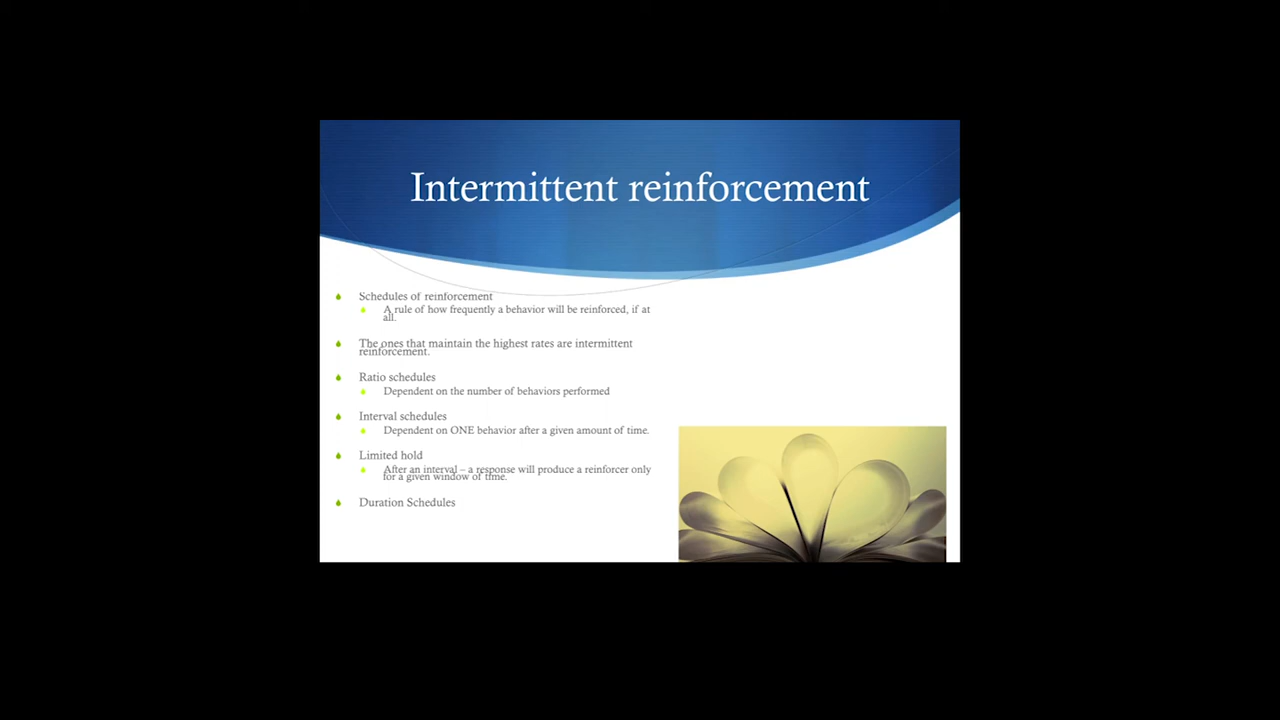 Intermittent reinforcement
Schedules of reinforcement
A rule of how frequently a behavior will be reinforced, if at
all.
The ones that maintain the highest rates are intermittent
reinforcement.
Ratio schedules
Dependent on the number of behaviors performed
Interval schedules
Dependent on ONE behavior after a given amount of time.
Limited hold
After an interval – a response will produce a reinforcer only
for a given window of time.
Duration Schedules